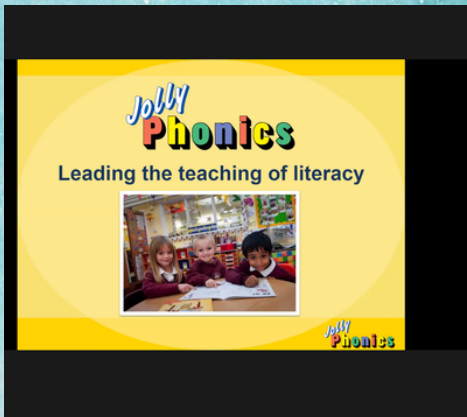 Jolly
Phonics
Leading the teaching of literacy
Jolly
Phonics